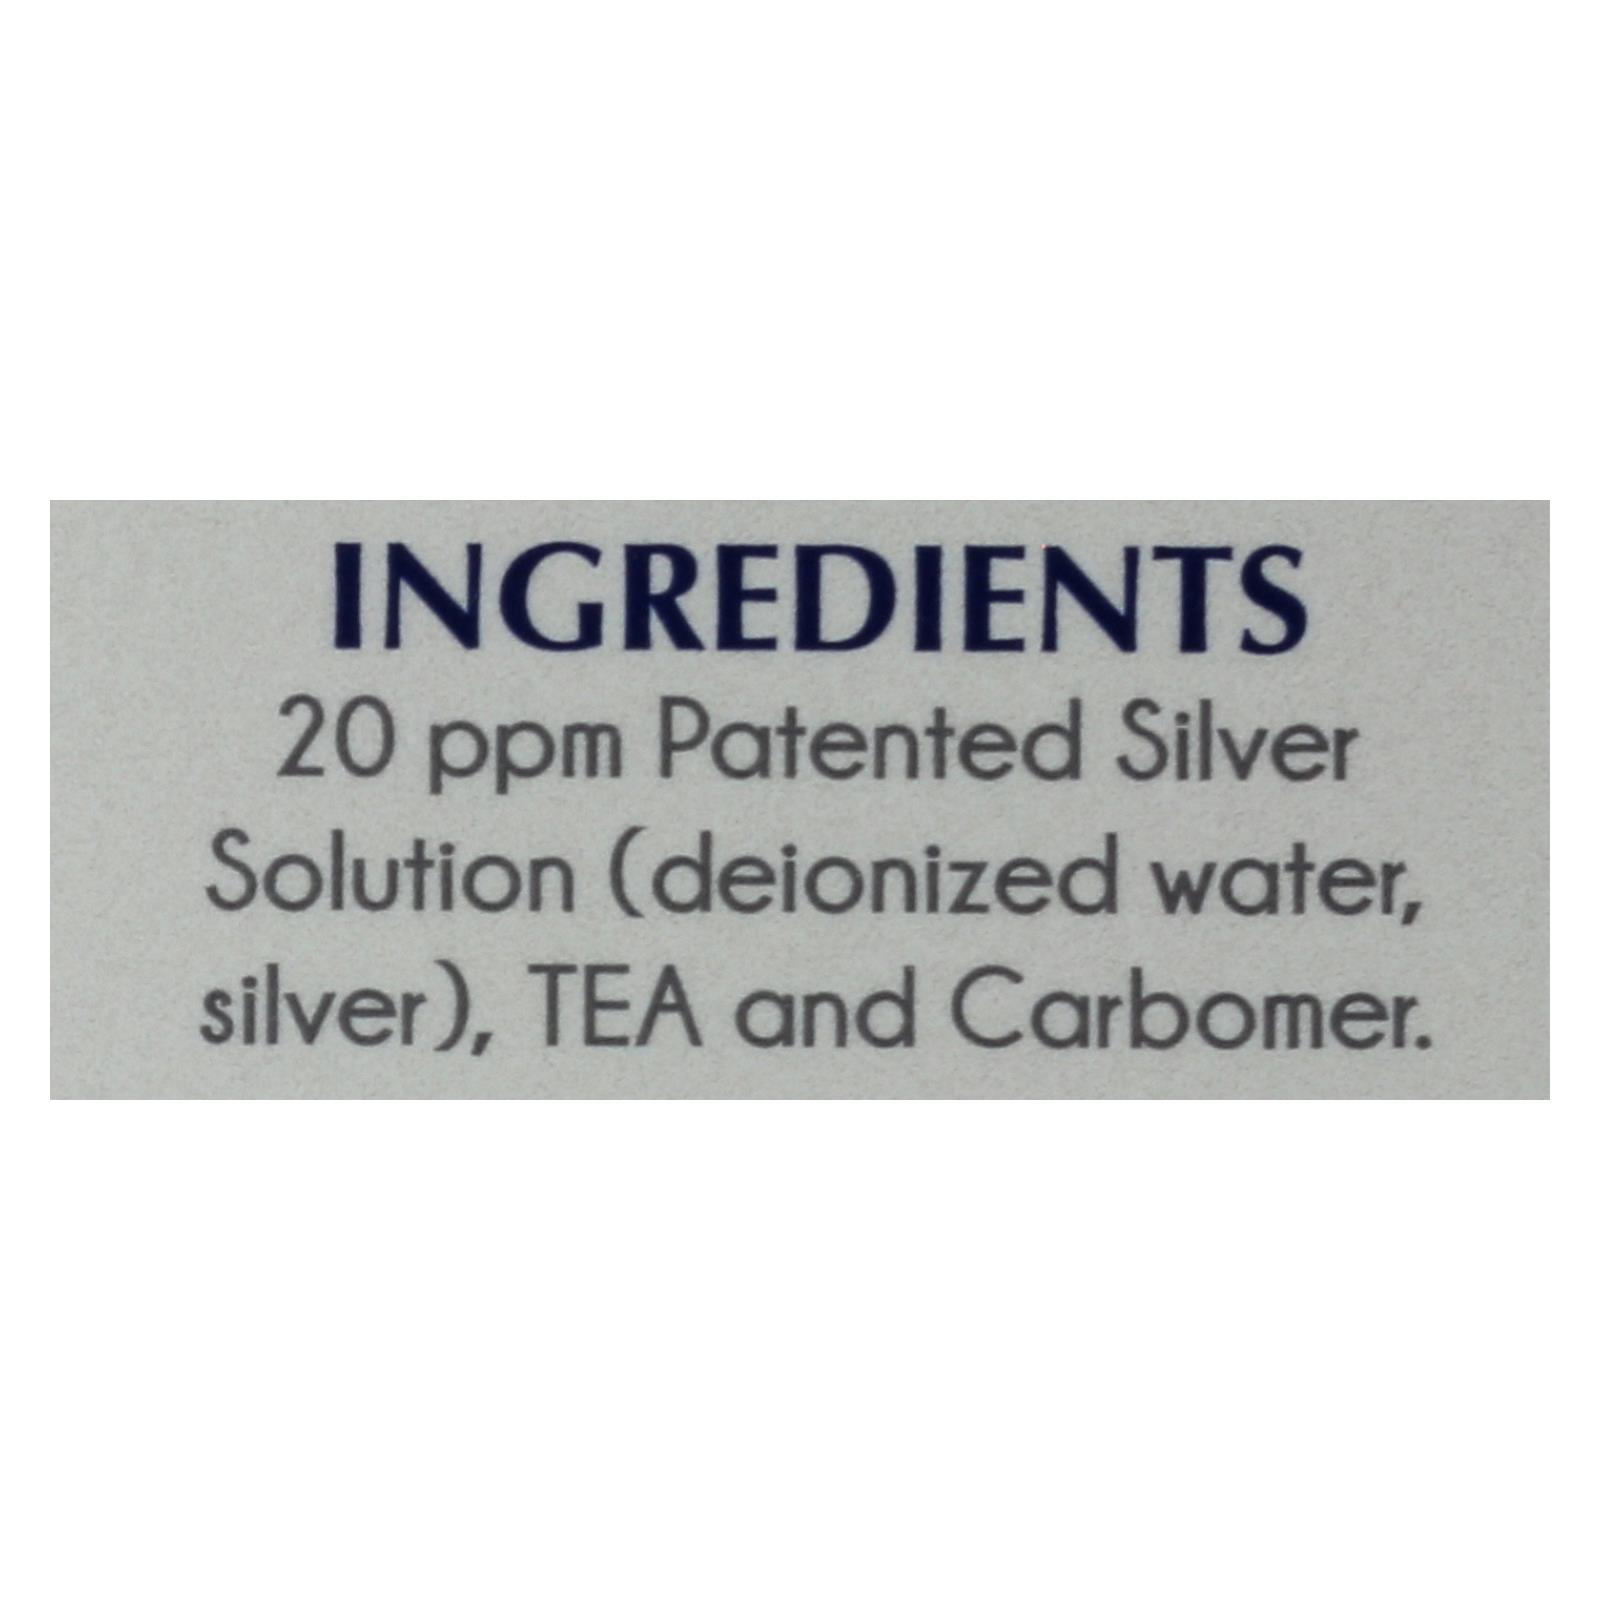 INGREDIENTS
20 ppm Patented Silver
Solution (deionized water,
silver), TEA and Carbomer.